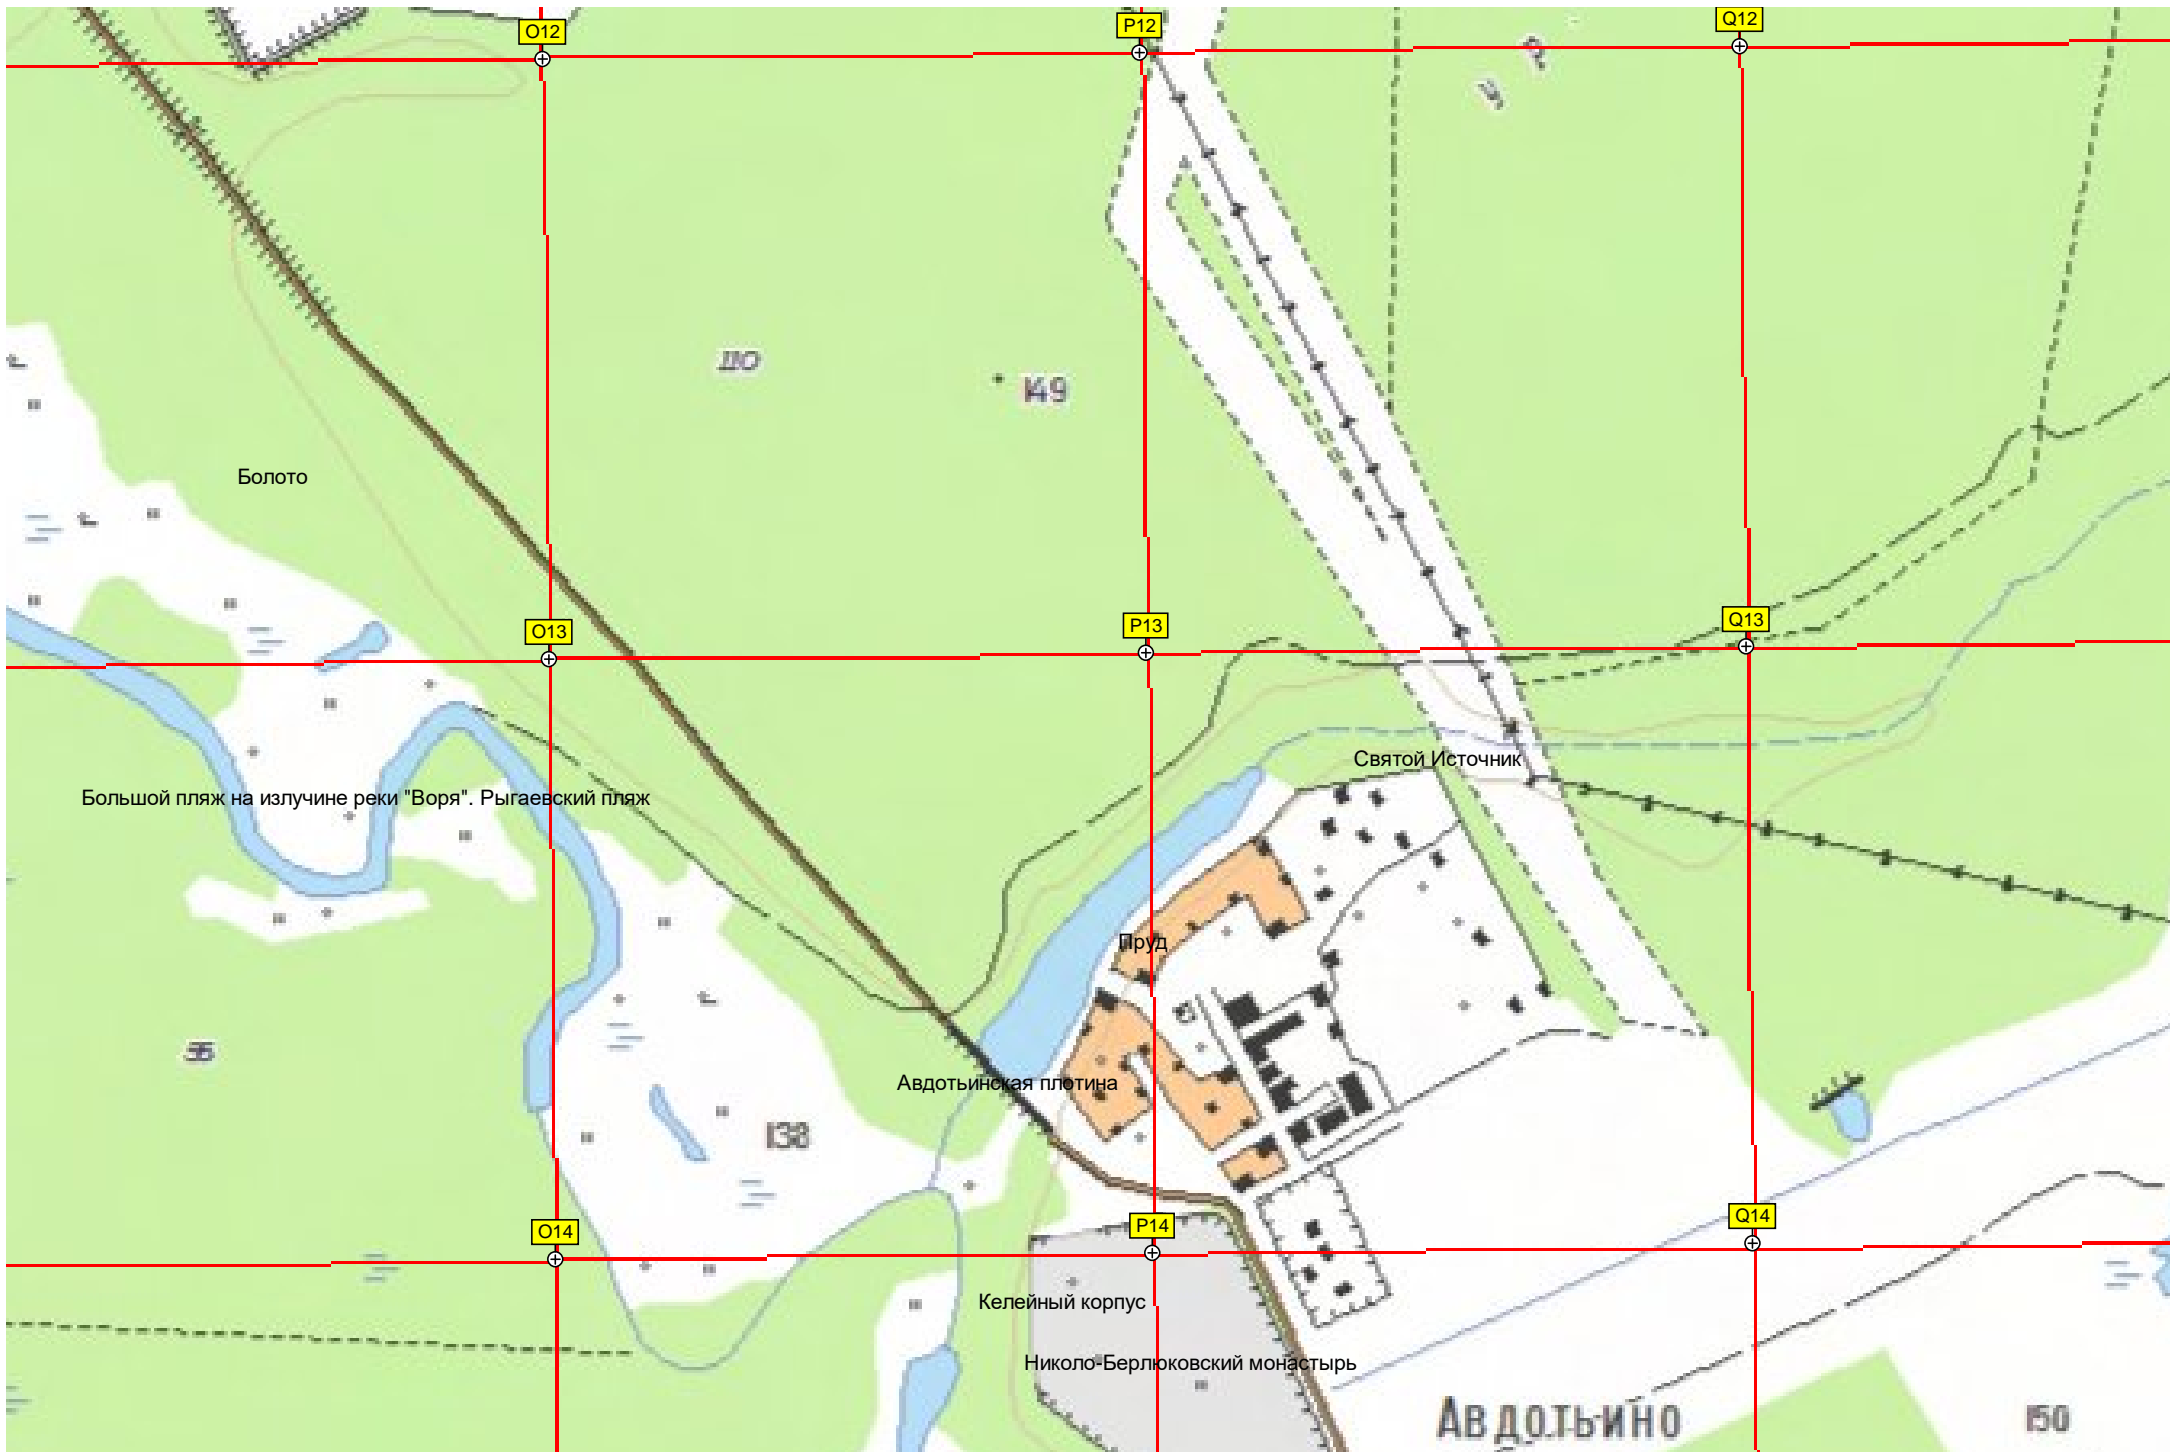 O12
P12
Q12
149
Болото
O13
P13
Q13
Святой Источник
Большой пляж на излучине реки "Воря". Рыгаевский пляж
Пруд
Авдотьинская плотина
138
O14
P14
Q14
Келейный корпус
Николо-Берлюковский монастырь
Авдотьино
150